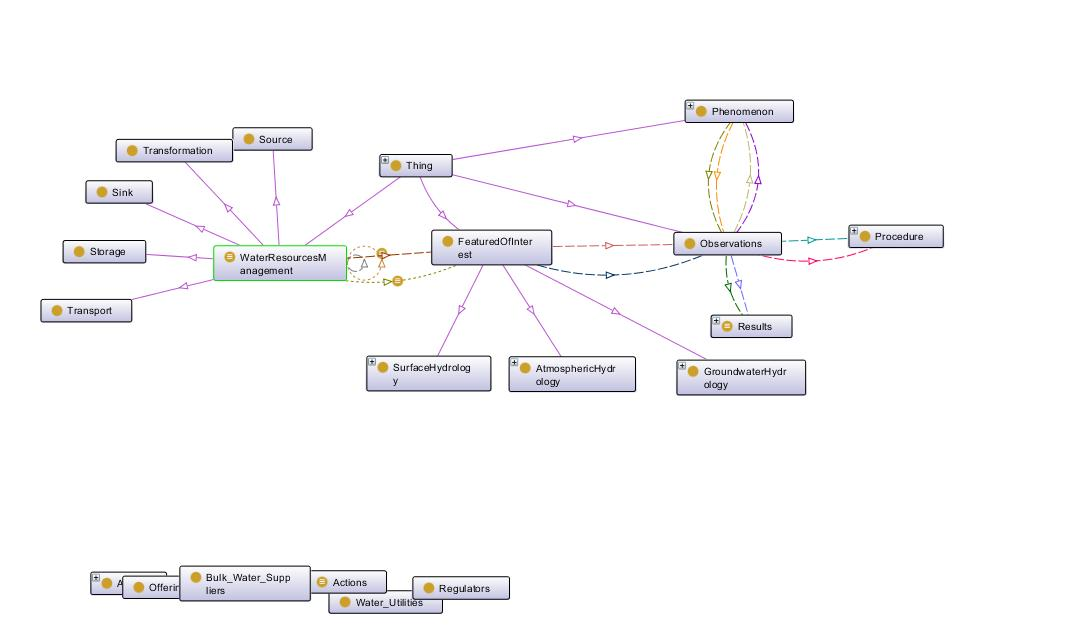 Phenomenon
Source
Transformation
Thing
Sink
FeaturedOfInter
est
Observations
Procedure
Storage
WaterResourcesM
anagement
Transport
Results
SurfaceHydrolog
y
AtmosphericHydr
ology
GroundwaterHydr
ology
Bulk_Water_Supp
liers
Actions
Regulators
Water_Utilities